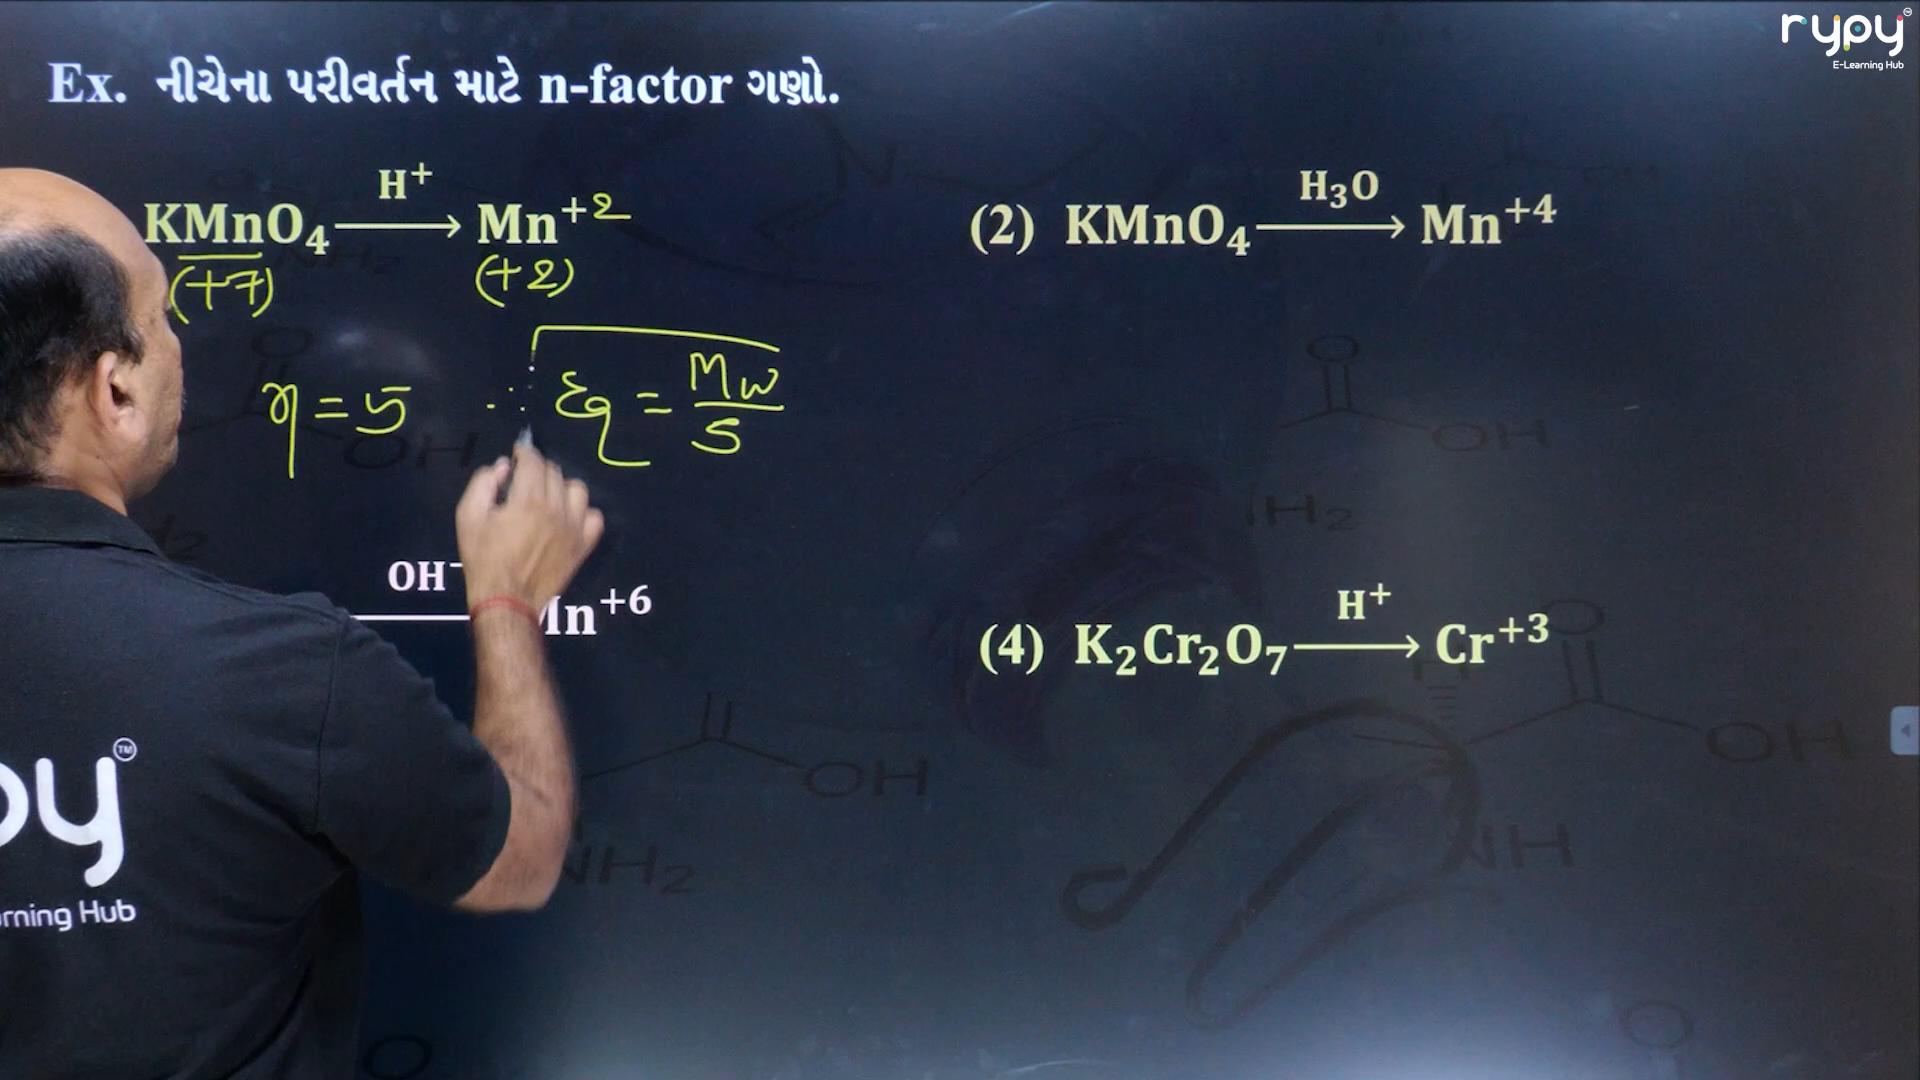 rypy
E-Learning Hub
Ex. નીચેના પરીવર્તન માટે n-factor ગણો.
KMnO₄ —H⁺→ Mn⁺²
(+7) (+2)
η = 5 ∴ Eq = Mw/5
(2) KMnO₄ —H₃O→ Mn⁺⁴
OH⁻ Mn⁺⁶
(4) K₂Cr₂O₇ —H⁺→ Cr⁺³
py™
rning Hub